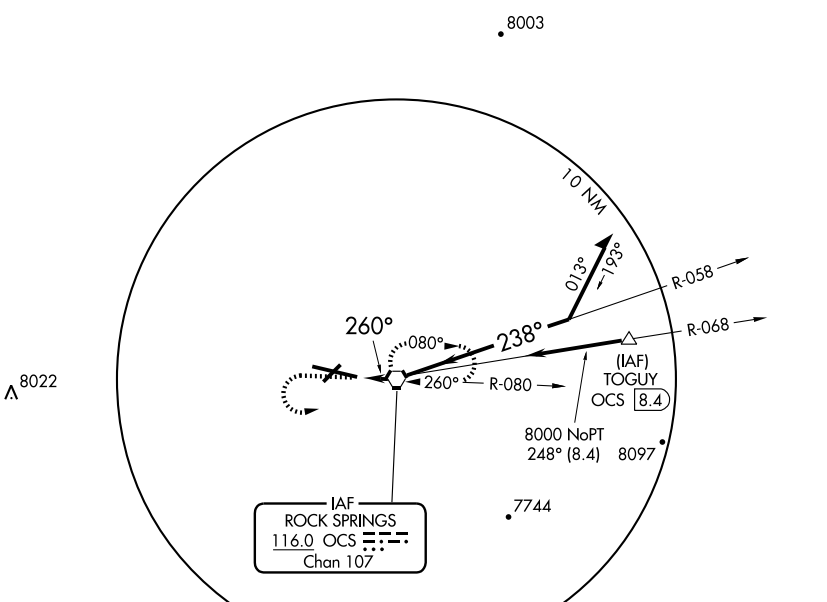 8003
10 NM
013°
193°
R-058
R-068
260°
238°
080°
260°
R-080
(IAF)
TOGUY
OCS 8.4
8022
8000 NoPT
248° (8.4)
8097
7744
IAF
ROCK SPRINGS
116.0 OCS
Chan 107